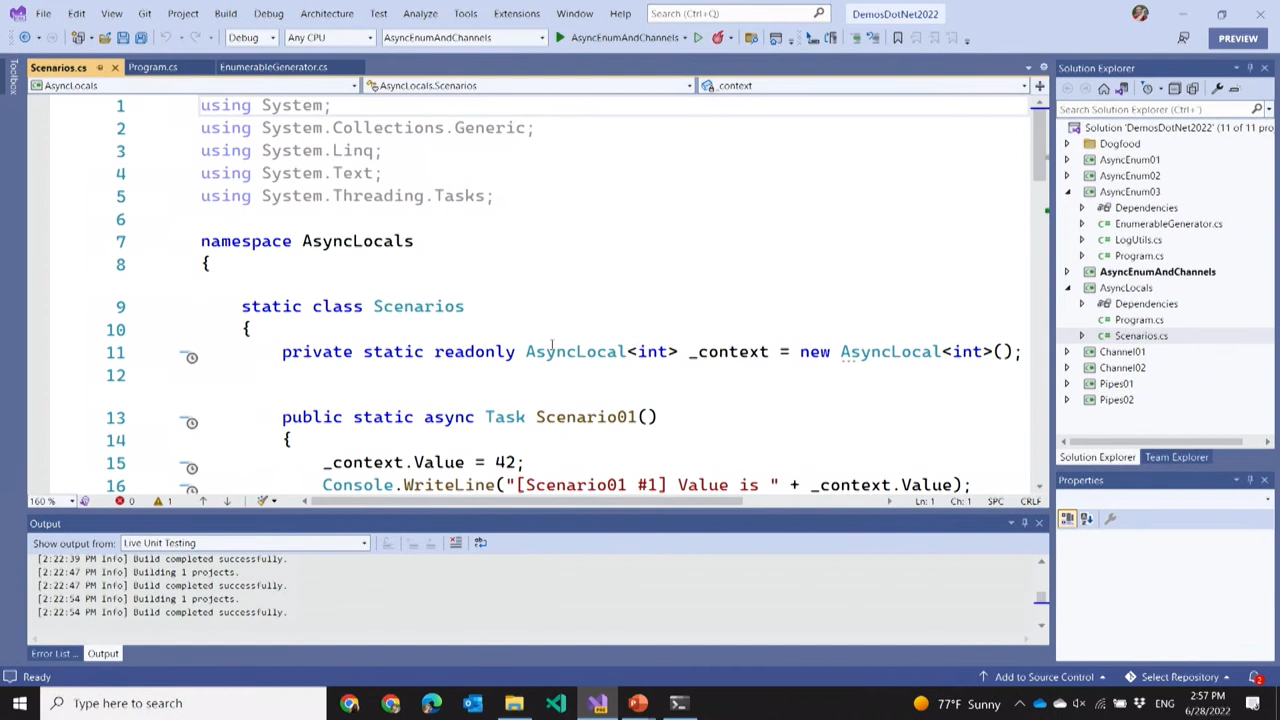 File Edit View Git Project Build Debug Architecture Test Analyze Tools Extensions Window Help Search (Ctrl+Q) DemosDotNet2022
Debug Any CPU AsyncEnumAndChannels AsyncEnumAndChannels PREVIEW
Toolbox
Scenarios.cs Program.cs EnumerableGenerator.cs
AsyncLocals AsyncLocals.Scenarios _context
1 using System;
2 using System.Collections.Generic;
3 using System.Linq;
4 using System.Text;
5 using System.Threading.Tasks;
6
7 namespace AsyncLocals
8 {
9 static class Scenarios
10 {
11 private static readonly AsyncLocal<int> _context = new AsyncLocal<int>();
12
13 public static async Task Scenario01()
14 {
15 _context.Value = 42;
16 Console.WriteLine("[Scenario01 #1] Value is " + _context.Value);
160 % 0 1 Ln: 1 Ch: 1 SPC CRLF
Output
Show output from: Live Unit Testing
[2:22:39 PM Info] Build completed successfully.
[2:22:47 PM Info] Building 1 projects.
[2:22:47 PM Info] Build completed successfully.
[2:22:54 PM Info] Building 1 projects.
[2:22:54 PM Info] Build completed successfully.
Error List ... Output
Solution Explorer
Search Solution Explorer (Ctrl+`)
Solution 'DemosDotNet2022' (11 of 11 pro
Dogfood
AsyncEnum01
AsyncEnum02
AsyncEnum03
Dependencies
C# EnumerableGenerator.cs
C# LogUtils.cs
C# Program.cs
AsyncEnumAndChannels
AsyncLocals
Dependencies
C# Program.cs
C# Scenarios.cs
Channel01
Channel02
Pipes01
Pipes02
Solution Explorer Team Explorer
Properties
Ready Add to Source Control Select Repository 2
Type here to search 77°F Sunny ENG 2:57 PM
6/28/2022